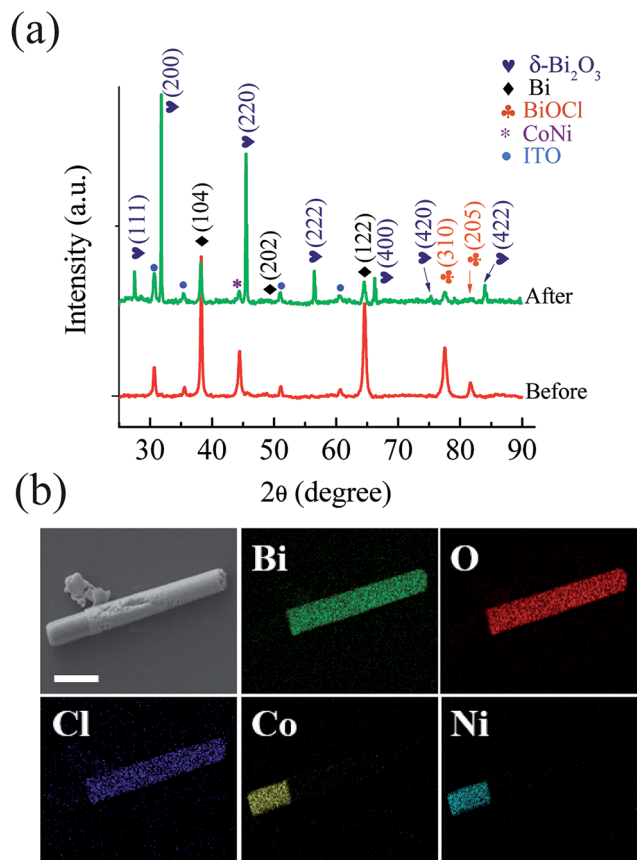 (a)
♥(200)
♥(220)
♥ δ-Bi₂O₃
♦ Bi
♣ BiOCl
* CoNi
● ITO
♥(111)
♦(104)
*
♦(202)
♥(222)
♦(122)
♥(400)
♥(420)
♣(310)
♣(205)
♥(422)
After
Before
Intensity (a.u.)
30 40 50 60 70 80 90
2θ (degree)
(b)
Bi
O
Cl
Co
Ni